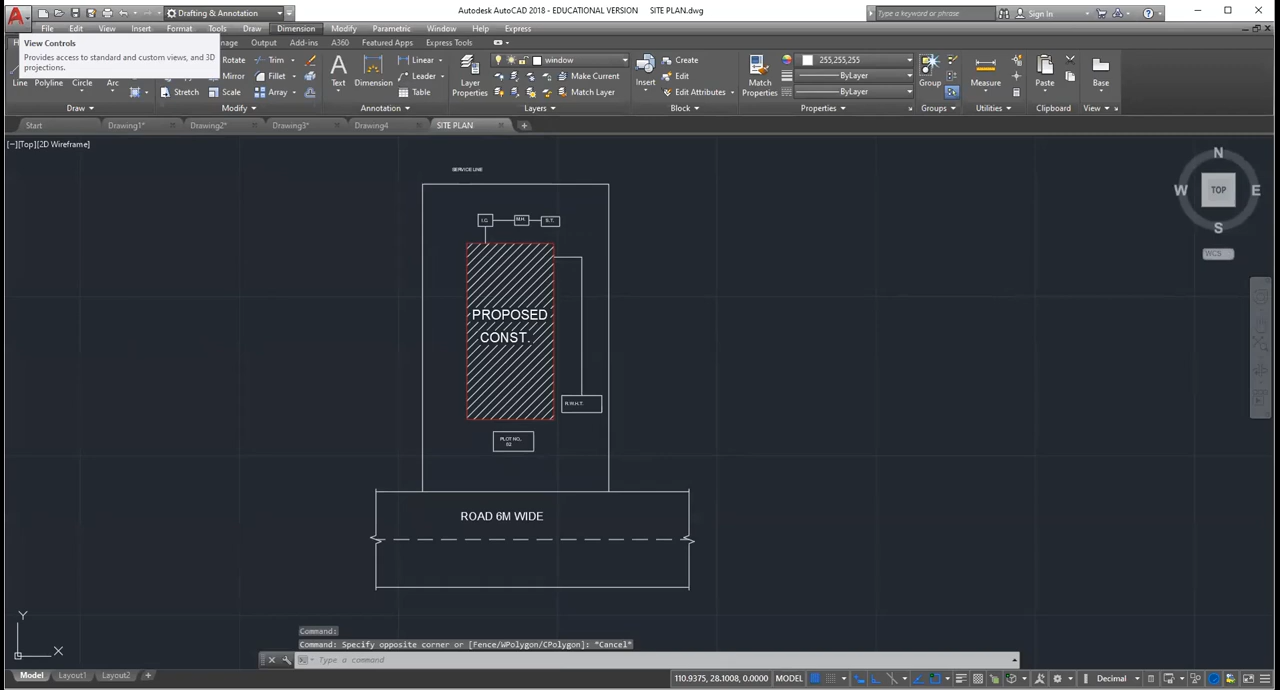 Drafting & Annotation
Autodesk AutoCAD 2018 - EDUCATIONAL VERSION SITE PLAN.dwg
Type a keyword or phrase
Sign In
File Edit View Insert Format Tools Draw Dimension Modify Parametric Window Help Express
View Controls
Provides access to standard and custom views, and 3D
projections.
Output Add-ins A360 Featured Apps Express Tools
Line Polyline Circle Arc
Draw
Trim
Mirror Fillet
Stretch Scale Array
Modify
Text Dimension
Linear
Leader
Table
Annotation
Layer
Properties
window
Make Current
Match Layer
Layers
Insert
Create
Edit
Edit Attributes
Block
Match
Properties
255,255,255
ByLayer
ByLayer
Properties
Group
Groups
Measure
Utilities
Paste
Clipboard
Base
View
Start Drawing1* Drawing2* Drawing3* Drawing4 SITE PLAN
[−][Top][2D Wireframe]
SERVICE LINE
I.C. M.H. S.T.
PROPOSED
CONST.
R.W.H.T.
PLOT NO.
62
ROAD 6M WIDE
N
W TOP E
S
WCS
Y
X
Command:
Command: Specify opposite corner or [Fence/WPolygon/CPolygon]: *Cancel*
Type a command
Model Layout1 Layout2
110.9375, 28.1008, 0.0000 MODEL
Decimal